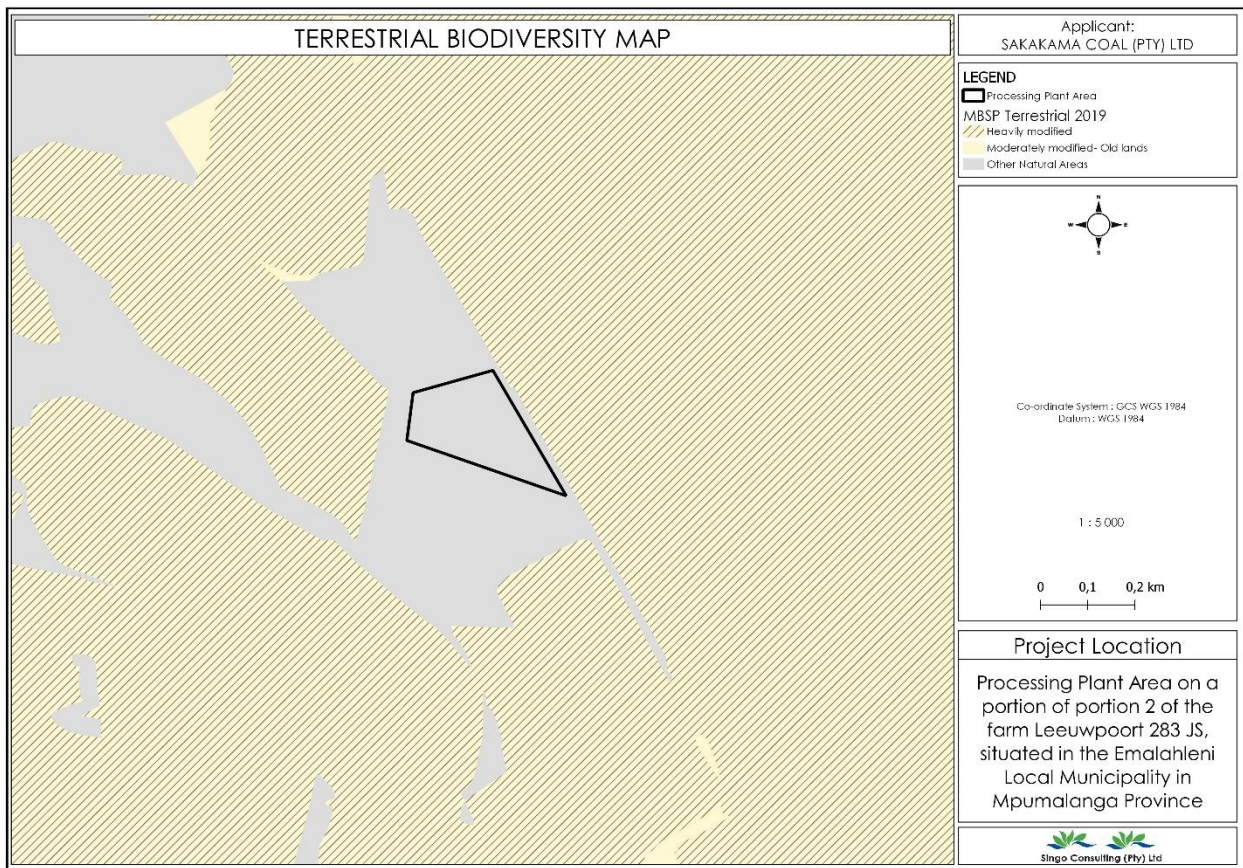 TERRESTRIAL BIODIVERSITY MAP
Applicant:
SAKAKAMA COAL (PTY) LTD
LEGEND
Processing Plant Area
MBSP Terrestrial 2019
Heavily modified
Moderately modified- Old lands
Other Natural Areas
N
W E
S
Co-ordinate System : GCS WGS 1984
Datum : WGS 1984
1 : 5 000
0 0,1 0,2 km
Project Location
Processing Plant Area on a
portion of portion 2 of the
farm Leeuwpoort 283 JS,
situated in the Emalahleni
Local Municipality in
Mpumalanga Province
Singo Consulting (Pty) Ltd